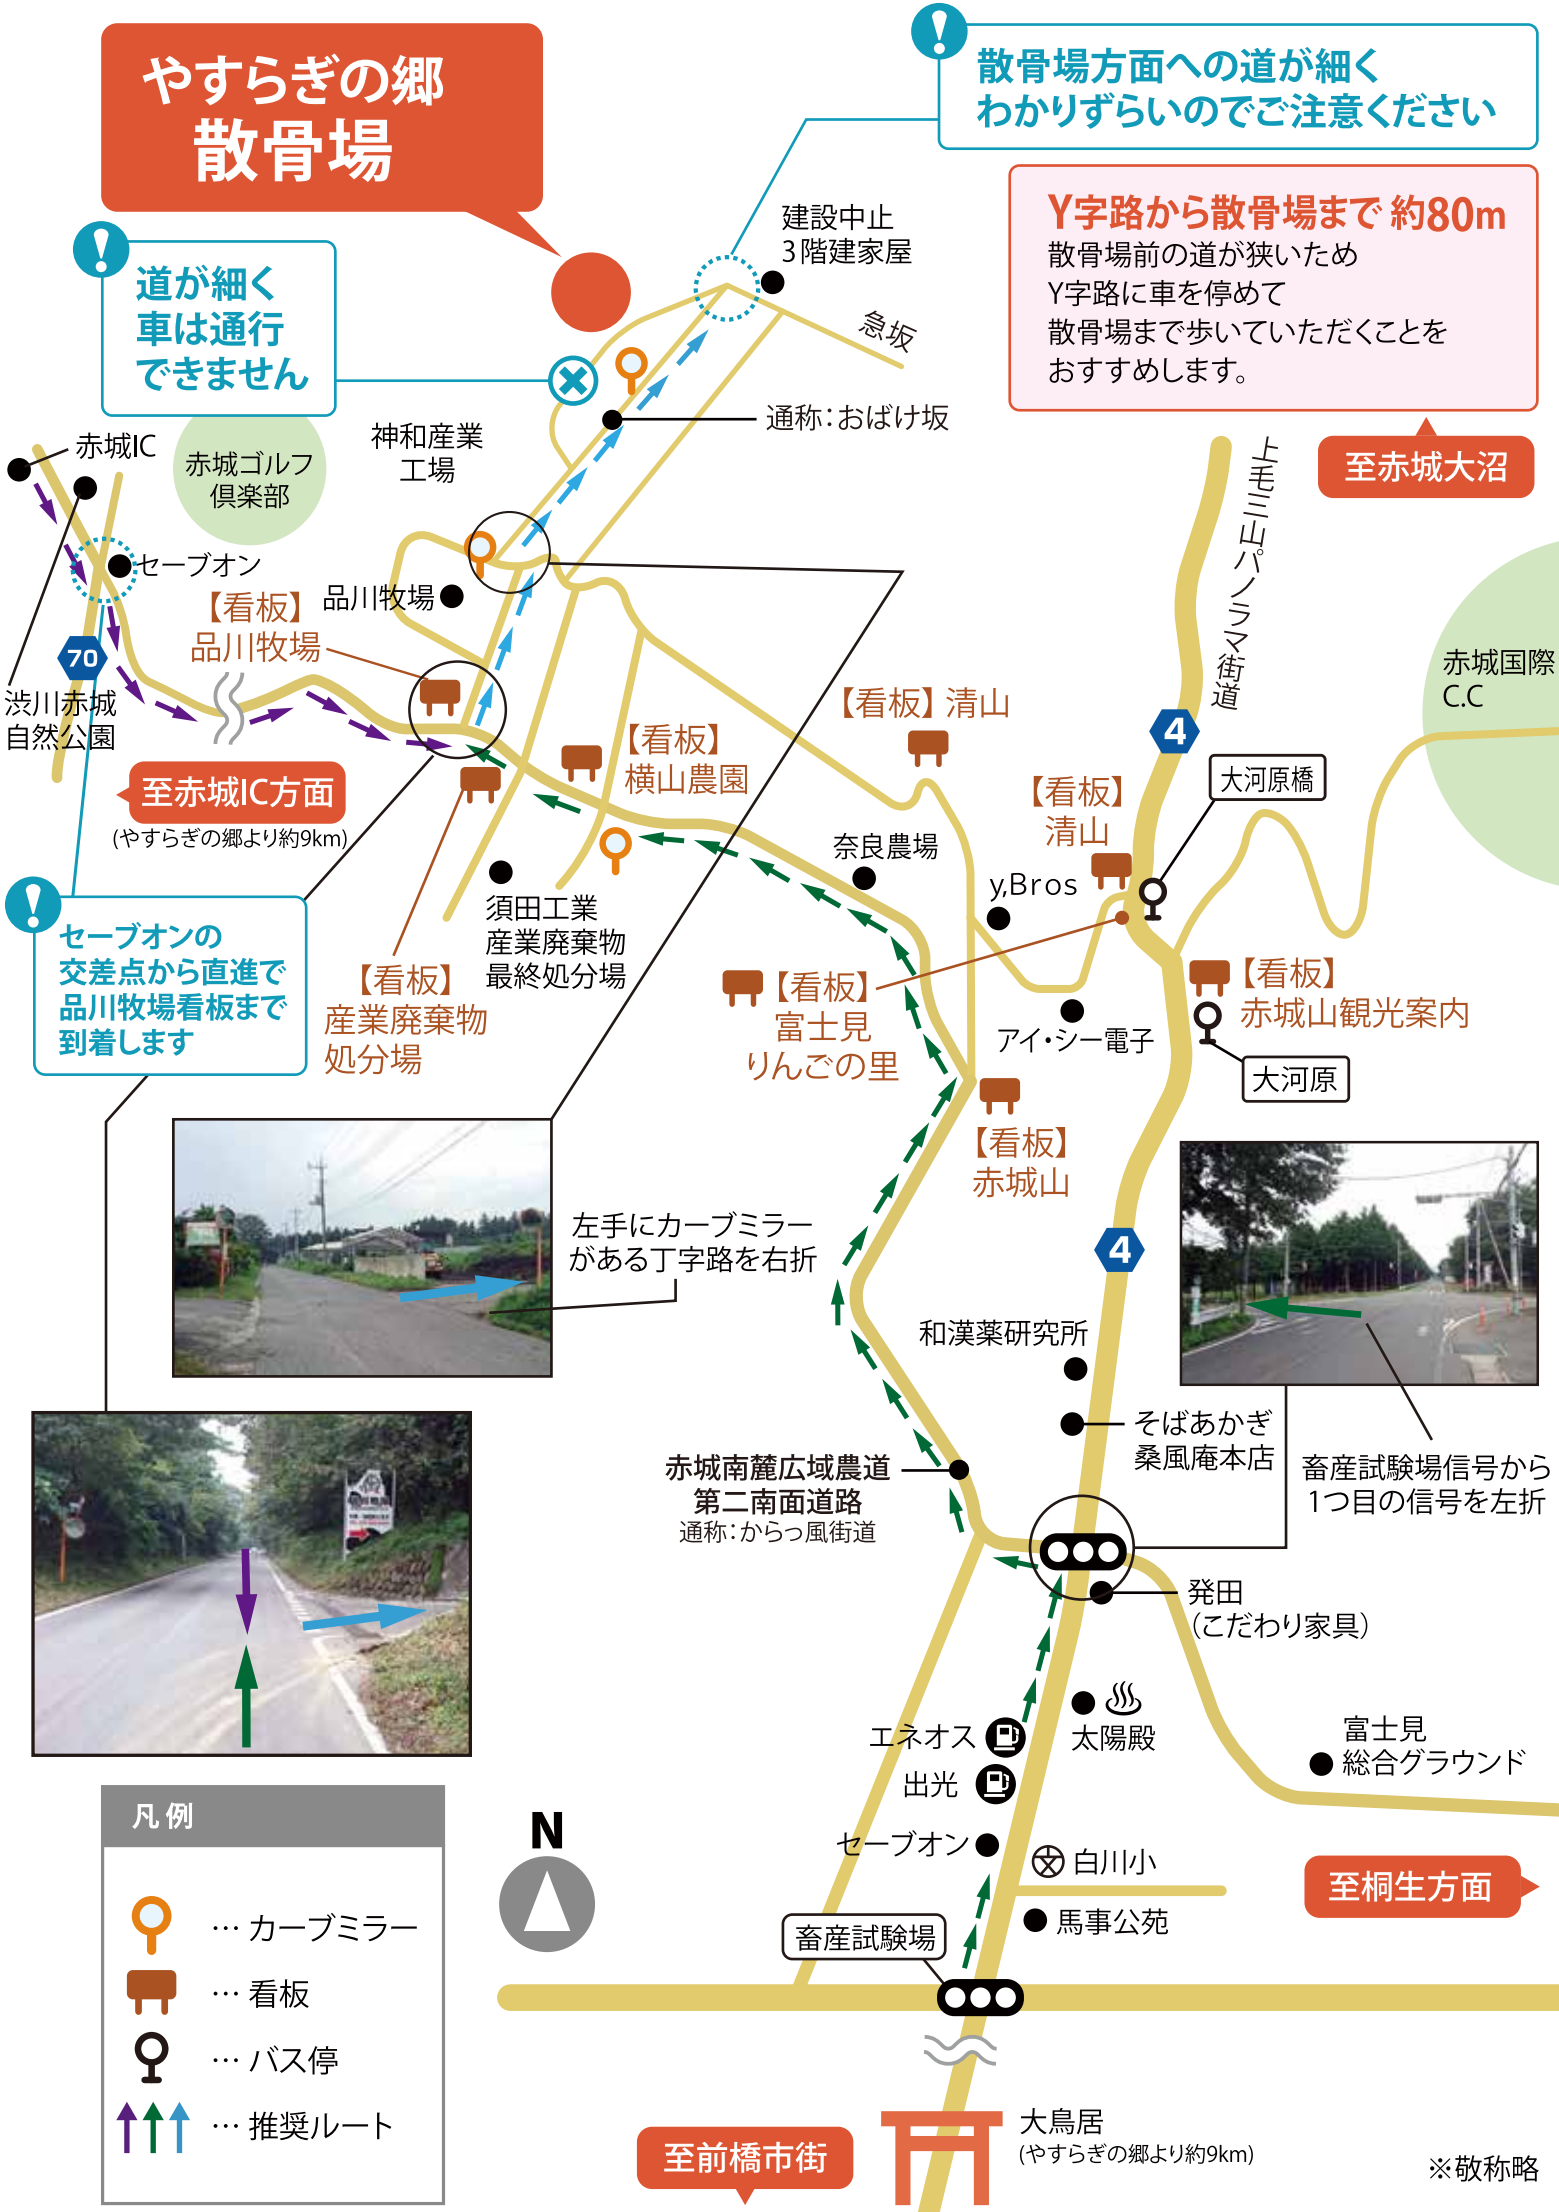 やすらぎの郷
散骨場
散骨場方面への道が細く
わかりずらいのでご注意ください
Y字路から散骨場まで 約80m
散骨場前の道が狭いため
Y字路に車を停めて
散骨場まで歩いていただくことを
おすすめします。
道が細く
車は通行
できません
建設中止
3階建家屋
急坂
通称：おばけ坂
至赤城大沼
上毛三山パノラマ街道
赤城IC
赤城ゴルフ
倶楽部
神和産業
工場
セーブオン
品川牧場
【看板】
品川牧場
70
渋川赤城
自然公園
至赤城IC方面
(やすらぎの郷より約9km)
【看板】
横山農園
【看板】清山
4
大河原橋
赤城国際
C.C
【看板】
清山
奈良農場
y,Bros
須田工業
産業廃棄物
最終処分場
セーブオンの
交差点から直進で
品川牧場看板まで
到着します
【看板】
産業廃棄物
処分場
【看板】
富士見
りんごの里
アイ・シー電子
【看板】
赤城山観光案内
大河原
【看板】
赤城山
左手にカーブミラー
がある丁字路を右折
4
和漢薬研究所
そばあかぎ
桑風庵本店
畜産試験場信号から
1つ目の信号を左折
赤城南麓広域農道
第二南面道路
通称：からっ風街道
発田
（こだわり家具）
太陽殿
エネオス
出光
富士見
総合グラウンド
セーブオン
文
白川小
馬事公苑
至桐生方面
畜産試験場
N
凡例
… カーブミラー
… 看板
… バス停
… 推奨ルート
至前橋市街
大鳥居
(やすらぎの郷より約9km)
※敬称略